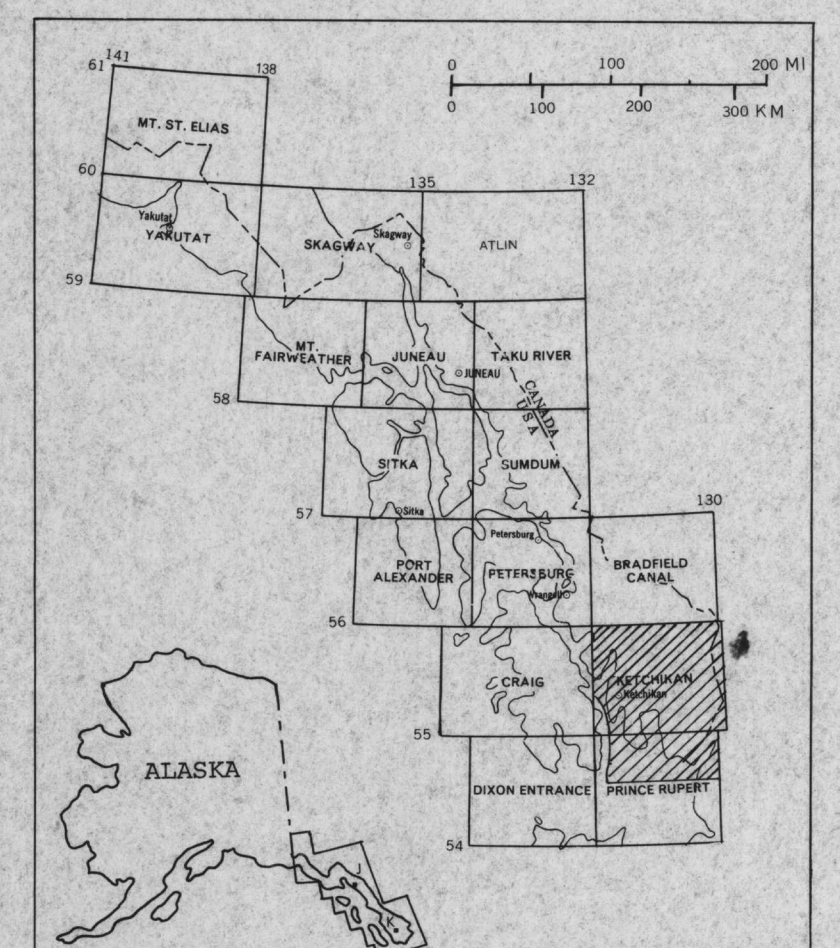 141
61
138
0 100 200 MI
0 100 200 300 KM
MT. ST. ELIAS
60
135
132
Yakutat
YAKUTAT
Skagway
SKAGWAY
ATLIN
59
MT.
FAIRWEATHER
JUNEAU
JUNEAU
TAKU RIVER
CANADA
USA
58
SITKA
SUMDUM
Sitka
57
130
Petersburg
PORT
ALEXANDER
PETERSBURG
Wrangell
BRADFIELD
CANAL
56
CRAIG
KETCHIKAN
Ketchikan
55
ALASKA
DIXON ENTRANCE
PRINCE RUPERT
54
J
K